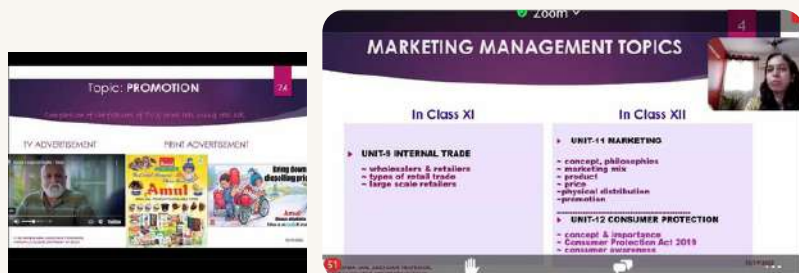 Topic: PROMOTION
24
TV ADVERTISEMENT
PRINT ADVERTISEMENT
Amul
Amul
Zoom
4
MARKETING MANAGEMENT TOPICS
In Class XI
UNIT-9 INTERNAL TRADE
~ wholesalers & retailers
~ types of retail trade
~ large scale retailers
In Class XII
UNIT-11 MARKETING
~ concept, philosophies
~ marketing mix
~ product
~ price
~physical distribution
~promotion
UNIT-12 CONSUMER PROTECTION
~ concept & importance
~ Consumer Protection Act 2019
~ consumer awareness
51